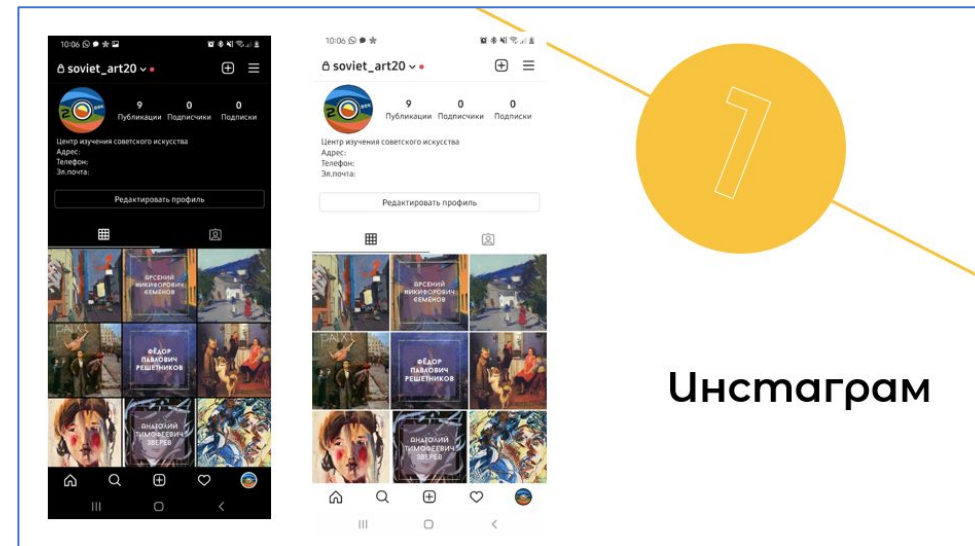 10:06
soviet_art20
9 0 0
Публикации Подписчики Подписки
Центр изучения советского искусства
Адрес:
Телефон:
Эл.почта:
Редактировать профиль
АРСЕНИЙ
НИКИФОРОВИЧ
СЕМЁНОВ
ФЁДОР
ПАВЛОВИЧ
РЕШЕТНИКОВ
АНАТОЛИЙ
ТИМОФЕЕВИЧ
ЗВЕРЕВ
10:06
soviet_art20
9 0 0
Публикации Подписчики Подписки
Центр изучения советского искусства
Адрес:
Телефон:
Эл.почта:
Редактировать профиль
АРСЕНИЙ
НИКИФОРОВИЧ
СЕМЁНОВ
ФЁДОР
ПАВЛОВИЧ
РЕШЕТНИКОВ
АНАТОЛИЙ
ТИМОФЕЕВИЧ
ЗВЕРЕВ
1
Инстаграм